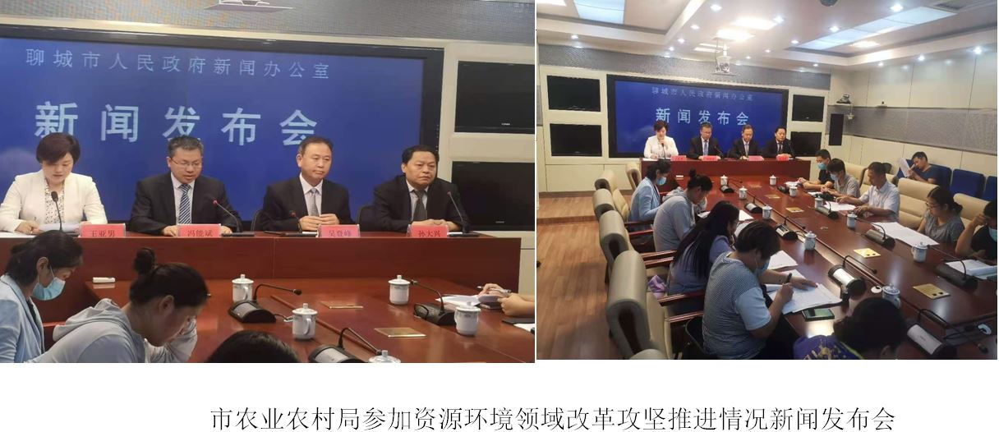 聊城市人民政府新闻办公室
新闻发布会
王亚男
冯能斌
吴登峰
孙大兴
聊城市人民政府新闻办公室
新闻发布会
市农业农村局参加资源环境领域改革攻坚推进情况新闻发布会